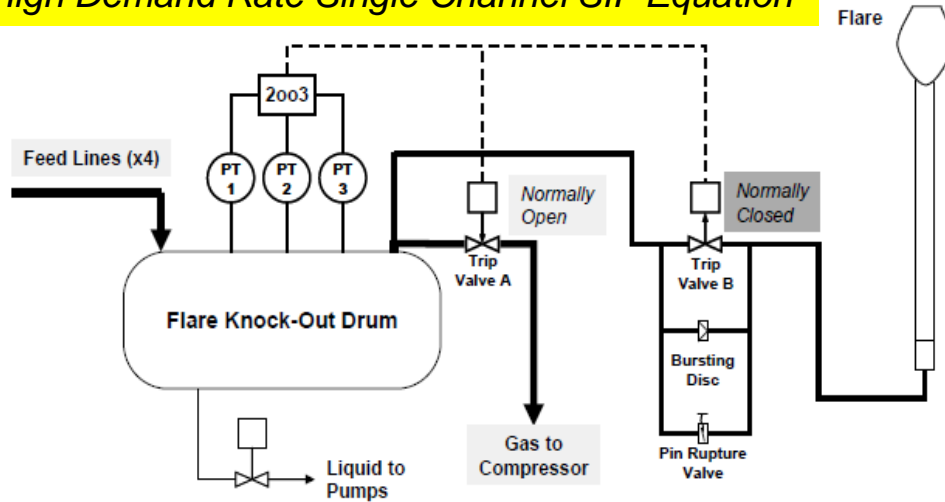 High Demand Rate Single Channel SIF Equation
Flare
2oo3
Feed Lines (x4)
PT
1
PT
2
PT
3
Normally
Open
Normally
Closed
Trip
Valve A
Trip
Valve B
Flare Knock-Out Drum
Bursting
Disc
Gas to
Compressor
Pin Rupture
Valve
Liquid to
Pumps